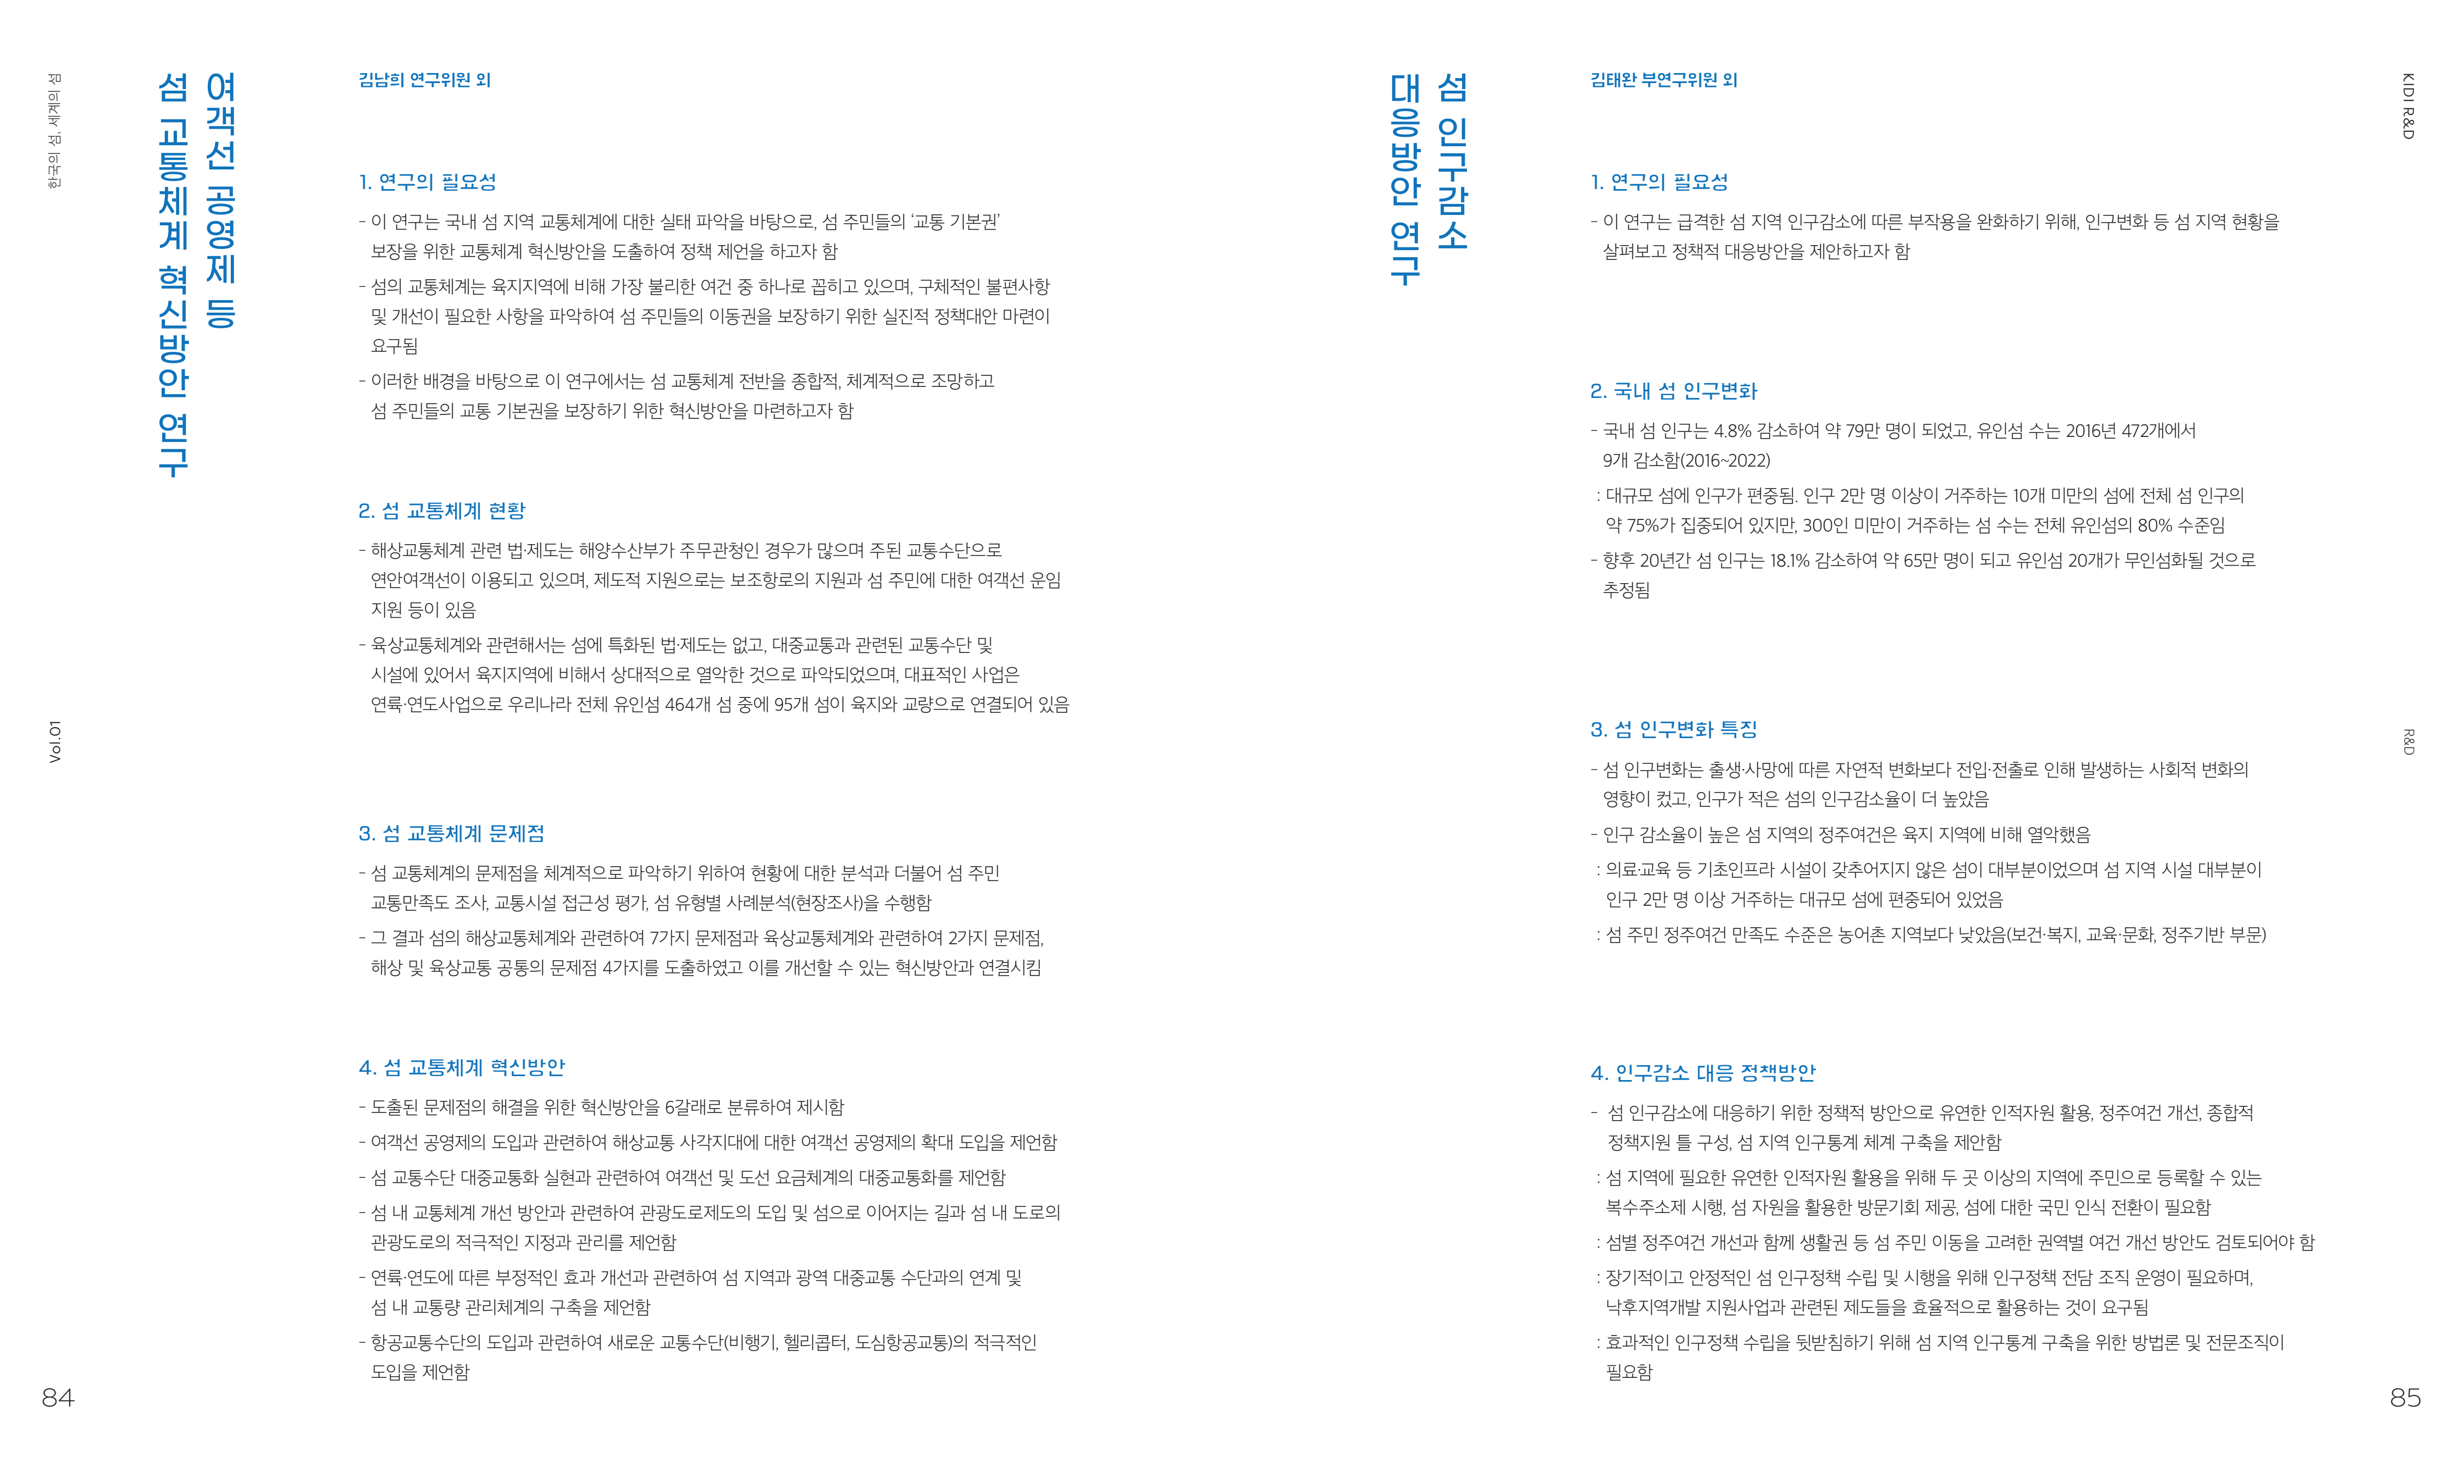 한국의 섬, 세계의 섬
Vol.01
84
여객선 공영제 등
섬 교통체계 혁신방안 연구
김남희 연구위원 외
1. 연구의 필요성
- 이 연구는 국내 섬 지역 교통체계에 대한 실태 파악을 바탕으로, 섬 주민들의 ‘교통 기본권’
보장을 위한 교통체계 혁신방안을 도출하여 정책 제언을 하고자 함
- 섬의 교통체계는 육지지역에 비해 가장 불리한 여건 중 하나로 꼽히고 있으며, 구체적인 불편사항
및 개선이 필요한 사항을 파악하여 섬 주민들의 이동권을 보장하기 위한 실진적 정책대안 마련이
요구됨
- 이러한 배경을 바탕으로 이 연구에서는 섬 교통체계 전반을 종합적, 체계적으로 조망하고
섬 주민들의 교통 기본권을 보장하기 위한 혁신방안을 마련하고자 함
2. 섬 교통체계 현황
- 해상교통체계 관련 법·제도는 해양수산부가 주무관청인 경우가 많으며 주된 교통수단으로
연안여객선이 이용되고 있으며, 제도적 지원으로는 보조항로의 지원과 섬 주민에 대한 여객선 운임
지원 등이 있음
- 육상교통체계와 관련해서는 섬에 특화된 법·제도는 없고, 대중교통과 관련된 교통수단 및
시설에 있어서 육지지역에 비해서 상대적으로 열악한 것으로 파악되었으며, 대표적인 사업은
연륙·연도사업으로 우리나라 전체 유인섬 464개 섬 중에 95개 섬이 육지와 교량으로 연결되어 있음
3. 섬 교통체계 문제점
- 섬 교통체계의 문제점을 체계적으로 파악하기 위하여 현황에 대한 분석과 더불어 섬 주민
교통만족도 조사, 교통시설 접근성 평가, 섬 유형별 사례분석(현장조사)을 수행함
- 그 결과 섬의 해상교통체계와 관련하여 7가지 문제점과 육상교통체계와 관련하여 2가지 문제점,
해상 및 육상교통 공통의 문제점 4가지를 도출하였고 이를 개선할 수 있는 혁신방안과 연결시킴
4. 섬 교통체계 혁신방안
- 도출된 문제점의 해결을 위한 혁신방안을 6갈래로 분류하여 제시함
- 여객선 공영제의 도입과 관련하여 해상교통 사각지대에 대한 여객선 공영제의 확대 도입을 제언함
- 섬 교통수단 대중교통화 실현과 관련하여 여객선 및 도선 요금체계의 대중교통화를 제언함
- 섬 내 교통체계 개선 방안과 관련하여 관광도로제도의 도입 및 섬으로 이어지는 길과 섬 내 도로의
관광도로의 적극적인 지정과 관리를 제언함
- 연륙·연도에 따른 부정적인 효과 개선과 관련하여 섬 지역과 광역 대중교통 수단과의 연계 및
섬 내 교통량 관리체계의 구축을 제언함
- 항공교통수단의 도입과 관련하여 새로운 교통수단(비행기, 헬리콥터, 도심항공교통)의 적극적인
도입을 제언함
섬 인구감소
대응방안 연구
김태완 부연구위원 외
1. 연구의 필요성
- 이 연구는 급격한 섬 지역 인구감소에 따른 부작용을 완화하기 위해, 인구변화 등 섬 지역 현황을
살펴보고 정책적 대응방안을 제안하고자 함
2. 국내 섬 인구변화
- 국내 섬 인구는 4.8% 감소하여 약 79만 명이 되었고, 유인섬 수는 2016년 472개에서
9개 감소함(2016~2022)
: 대규모 섬에 인구가 편중됨. 인구 2만 명 이상이 거주하는 10개 미만의 섬에 전체 섬 인구의
약 75%가 집중되어 있지만, 300인 미만이 거주하는 섬 수는 전체 유인섬의 80% 수준임
- 향후 20년간 섬 인구는 18.1% 감소하여 약 65만 명이 되고 유인섬 20개가 무인섬화될 것으로
추정됨
3. 섬 인구변화 특징
- 섬 인구변화는 출생·사망에 따른 자연적 변화보다 전입·전출로 인해 발생하는 사회적 변화의
영향이 컸고, 인구가 적은 섬의 인구감소율이 더 높았음
- 인구 감소율이 높은 섬 지역의 정주여건은 육지 지역에 비해 열악했음
: 의료·교육 등 기초인프라 시설이 갖추어지지 않은 섬이 대부분이었으며 섬 지역 시설 대부분이
인구 2만 명 이상 거주하는 대규모 섬에 편중되어 있었음
: 섬 주민 정주여건 만족도 수준은 농어촌 지역보다 낮았음(보건·복지, 교육·문화, 정주기반 부문)
4. 인구감소 대응 정책방안
- 섬 인구감소에 대응하기 위한 정책적 방안으로 유연한 인적자원 활용, 정주여건 개선, 종합적
정책지원 틀 구성, 섬 지역 인구통계 체계 구축을 제안함
: 섬 지역에 필요한 유연한 인적자원 활용을 위해 두 곳 이상의 지역에 주민으로 등록할 수 있는
복수주소제 시행, 섬 자원을 활용한 방문기회 제공, 섬에 대한 국민 인식 전환이 필요함
: 섬별 정주여건 개선과 함께 생활권 등 섬 주민 이동을 고려한 권역별 여건 개선 방안도 검토되어야 함
: 장기적이고 안정적인 섬 인구정책 수립 및 시행을 위해 인구정책 전담 조직 운영이 필요하며,
낙후지역개발 지원사업과 관련된 제도들을 효율적으로 활용하는 것이 요구됨
: 효과적인 인구정책 수립을 뒷받침하기 위해 섬 지역 인구통계 구축을 위한 방법론 및 전문조직이
필요함
KIDI R&D
R&D
85